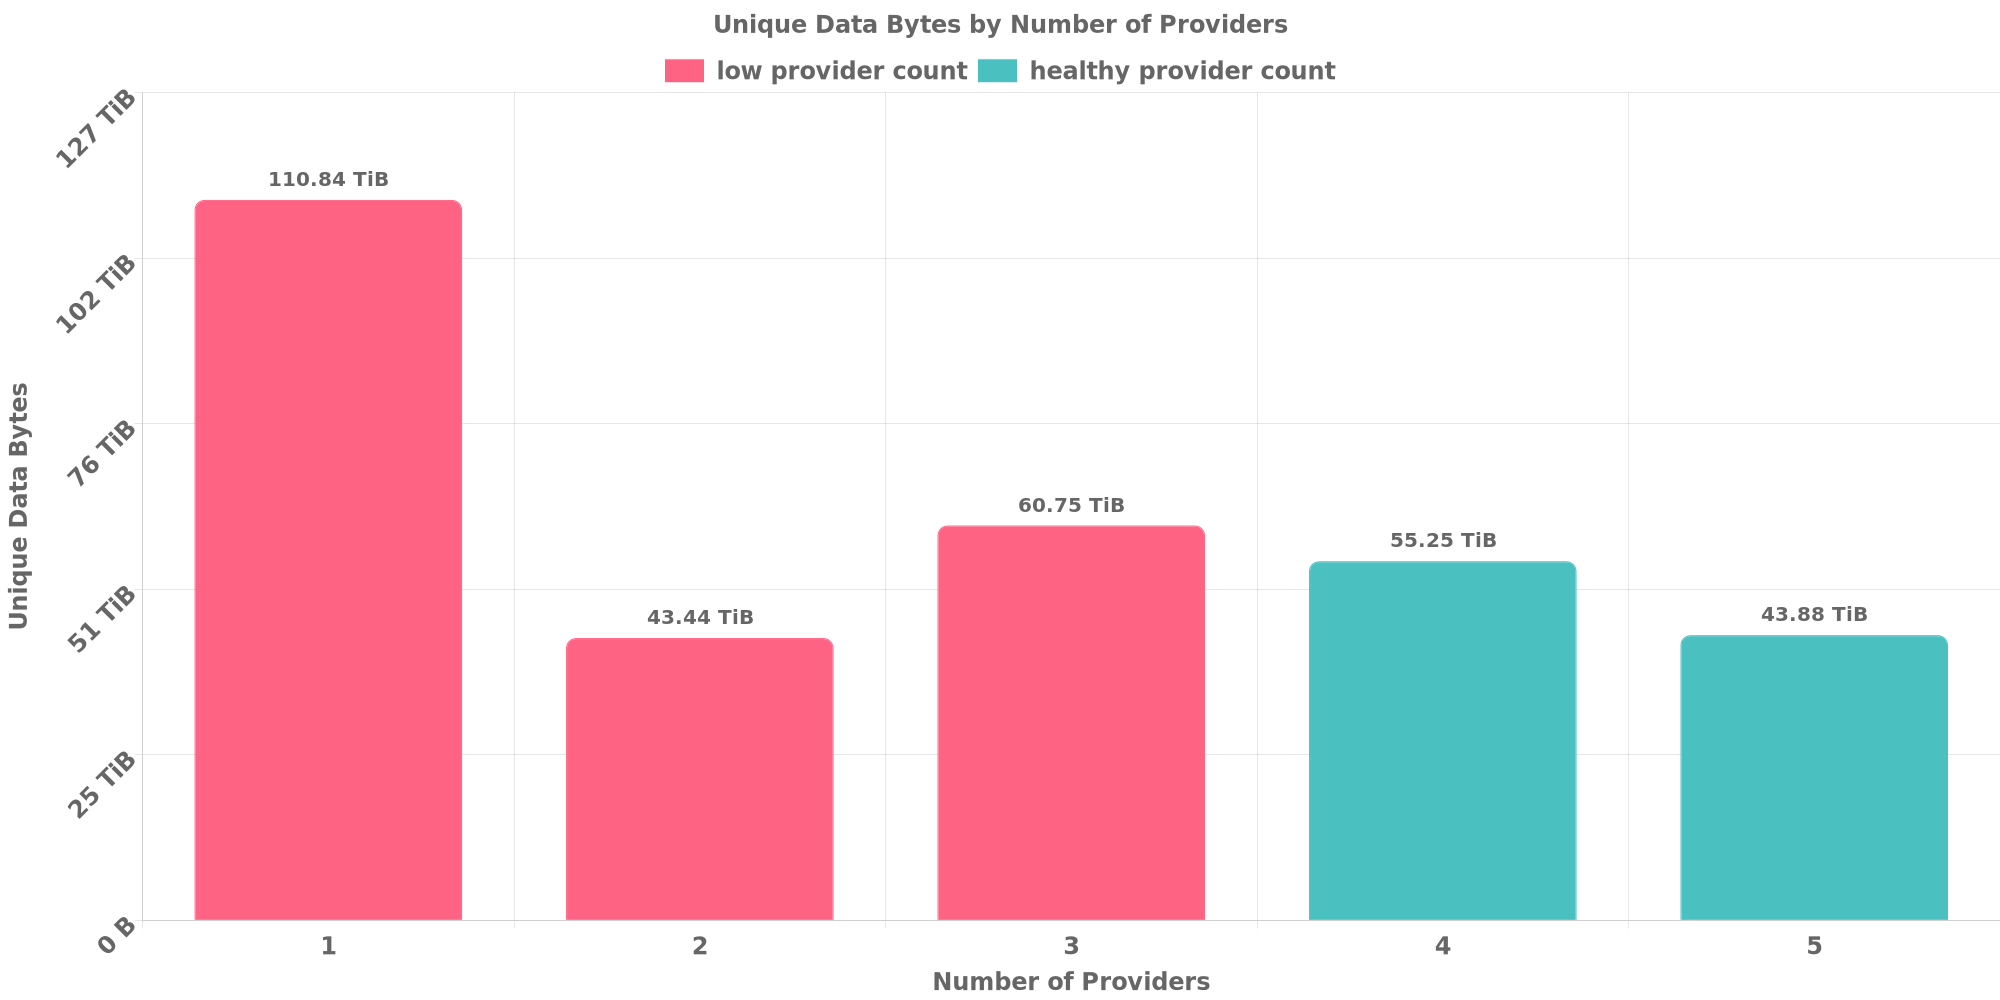 Unique Data Bytes by Number of Providers
low provider count healthy provider count
127 TiB
102 TiB
76 TiB
51 TiB
25 TiB
0 B
Unique Data Bytes
110.84 TiB
43.44 TiB
60.75 TiB
55.25 TiB
43.88 TiB
1 2 3 4 5
Number of Providers